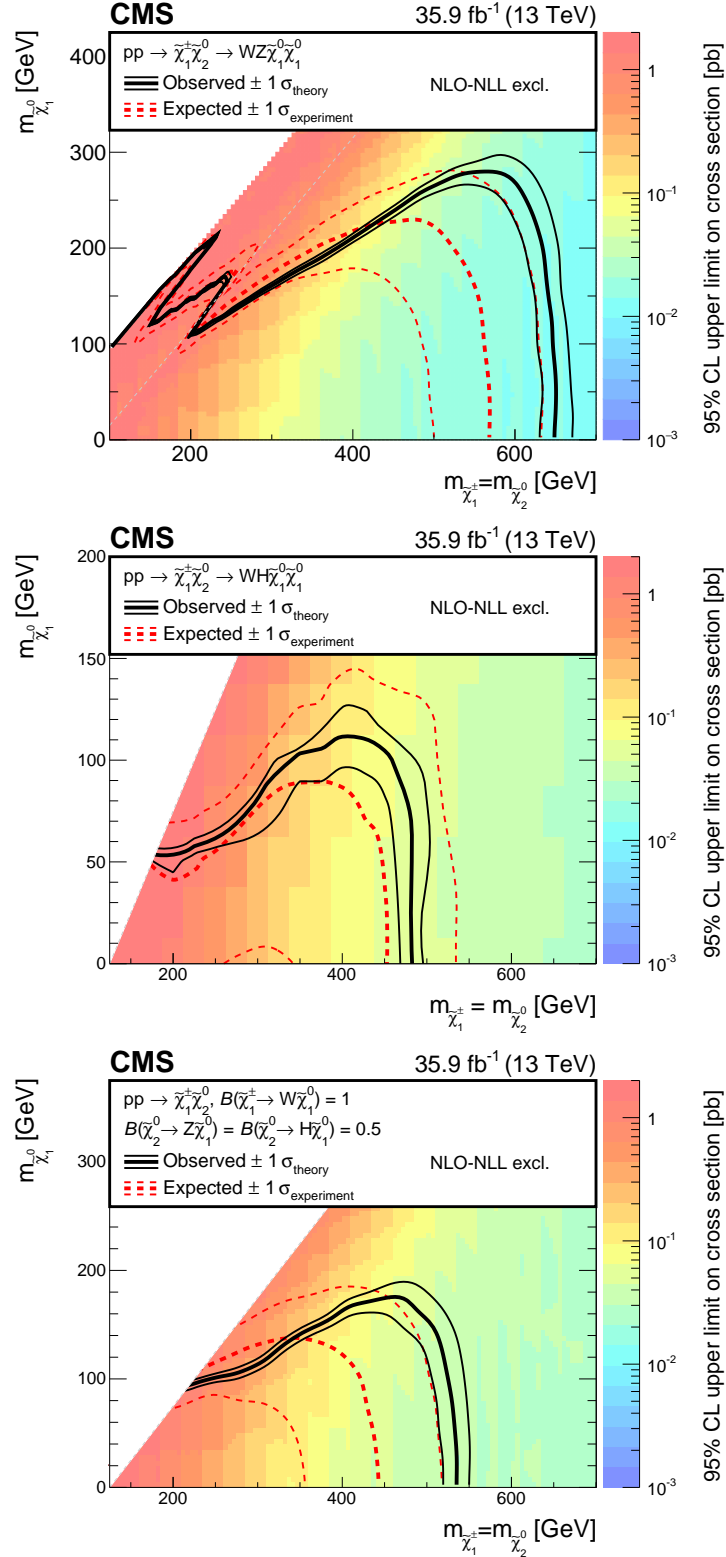 CMS 35.9 fb⁻¹ (13 TeV)
pp → χ̃₁^± χ̃₂⁰ → WZχ̃₁⁰χ̃₁⁰
Observed ± 1 σ_theory NLO-NLL excl.
Expected ± 1 σ_experiment
m_χ̃₁⁰ [GeV]
400
300
200
100
0
200 400 600
m_χ̃₁^± = m_χ̃₂⁰ [GeV]
1
10⁻¹
10⁻²
10⁻³
95% CL upper limit on cross section [pb]
CMS 35.9 fb⁻¹ (13 TeV)
pp → χ̃₁^± χ̃₂⁰ → WHχ̃₁⁰χ̃₁⁰
Observed ± 1 σ_theory NLO-NLL excl.
Expected ± 1 σ_experiment
m_χ̃₁⁰ [GeV]
200
150
100
50
0
200 400 600
m_χ̃₁^± = m_χ̃₂⁰ [GeV]
1
10⁻¹
10⁻²
10⁻³
95% CL upper limit on cross section [pb]
CMS 35.9 fb⁻¹ (13 TeV)
pp → χ̃₁^± χ̃₂⁰, B(χ̃₁^± → Wχ̃₁⁰) = 1
B(χ̃₂⁰ → Zχ̃₁⁰) = B(χ̃₂⁰ → Hχ̃₁⁰) = 0.5
Observed ± 1 σ_theory NLO-NLL excl.
Expected ± 1 σ_experiment
m_χ̃₁⁰ [GeV]
300
200
100
0
200 400 600
m_χ̃₁^± = m_χ̃₂⁰ [GeV]
1
10⁻¹
10⁻²
10⁻³
95% CL upper limit on cross section [pb]